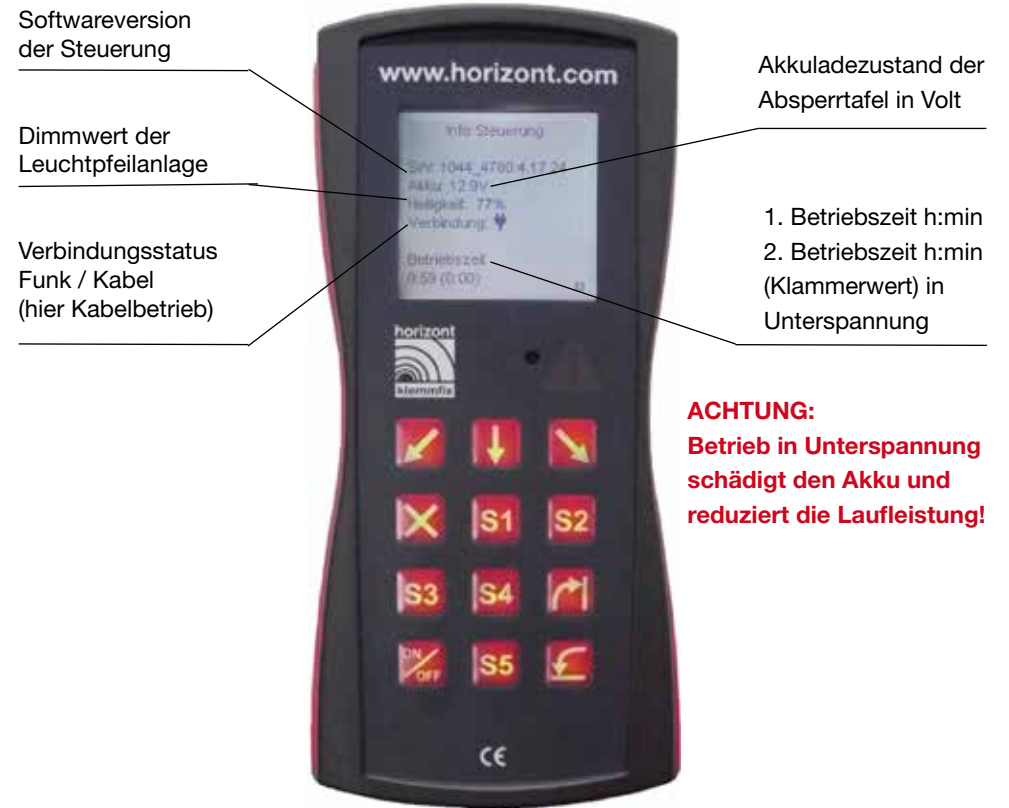 Softwareversion
der Steuerung
Dimmwert der
Leuchtpfeilanlage
Verbindungsstatus
Funk / Kabel
(hier Kabelbetrieb)
www.horizont.com
Info Steuerung
1044_4780.4.17.24
Akku: 12.9V
Helligkeit: 77%
Verbindung:
Betriebszeit
0:59 (0:00)
Akkuladezustand der
Absperrtafel in Volt
1. Betriebszeit h:min
2. Betriebszeit h:min
(Klammerwert) in
Unterspannung
ACHTUNG:
Betrieb in Unterspannung
schädigt den Akku und
reduziert die Laufleistung!
horizont
klemmfix
S1
S2
S3
S4
ON/OFF
S5
CE